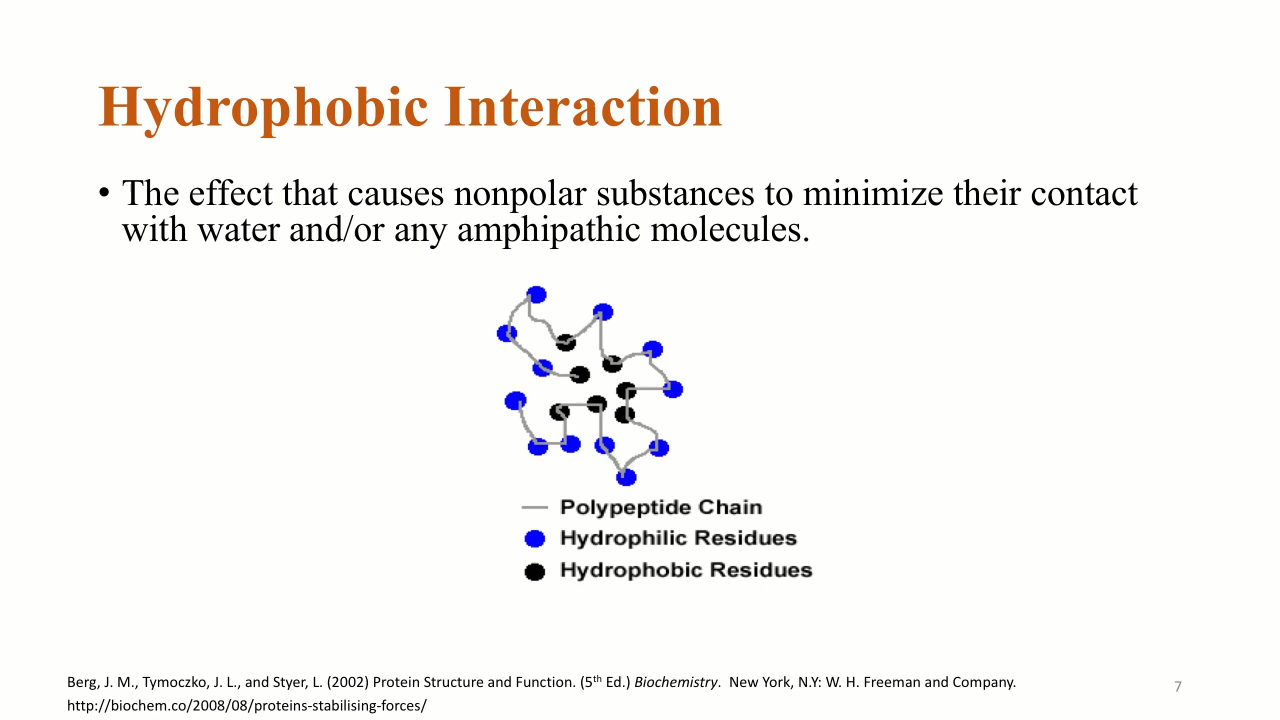 Hydrophobic Interaction
• The effect that causes nonpolar substances to minimize their contact
with water and/or any amphipathic molecules.
Polypeptide Chain
Hydrophilic Residues
Hydrophobic Residues
Berg, J. M., Tymoczko, J. L., and Styer, L. (2002) Protein Structure and Function. (5th Ed.) Biochemistry. New York, N.Y: W. H. Freeman and Company.
7
http://biochem.co/2008/08/proteins-stabilising-forces/